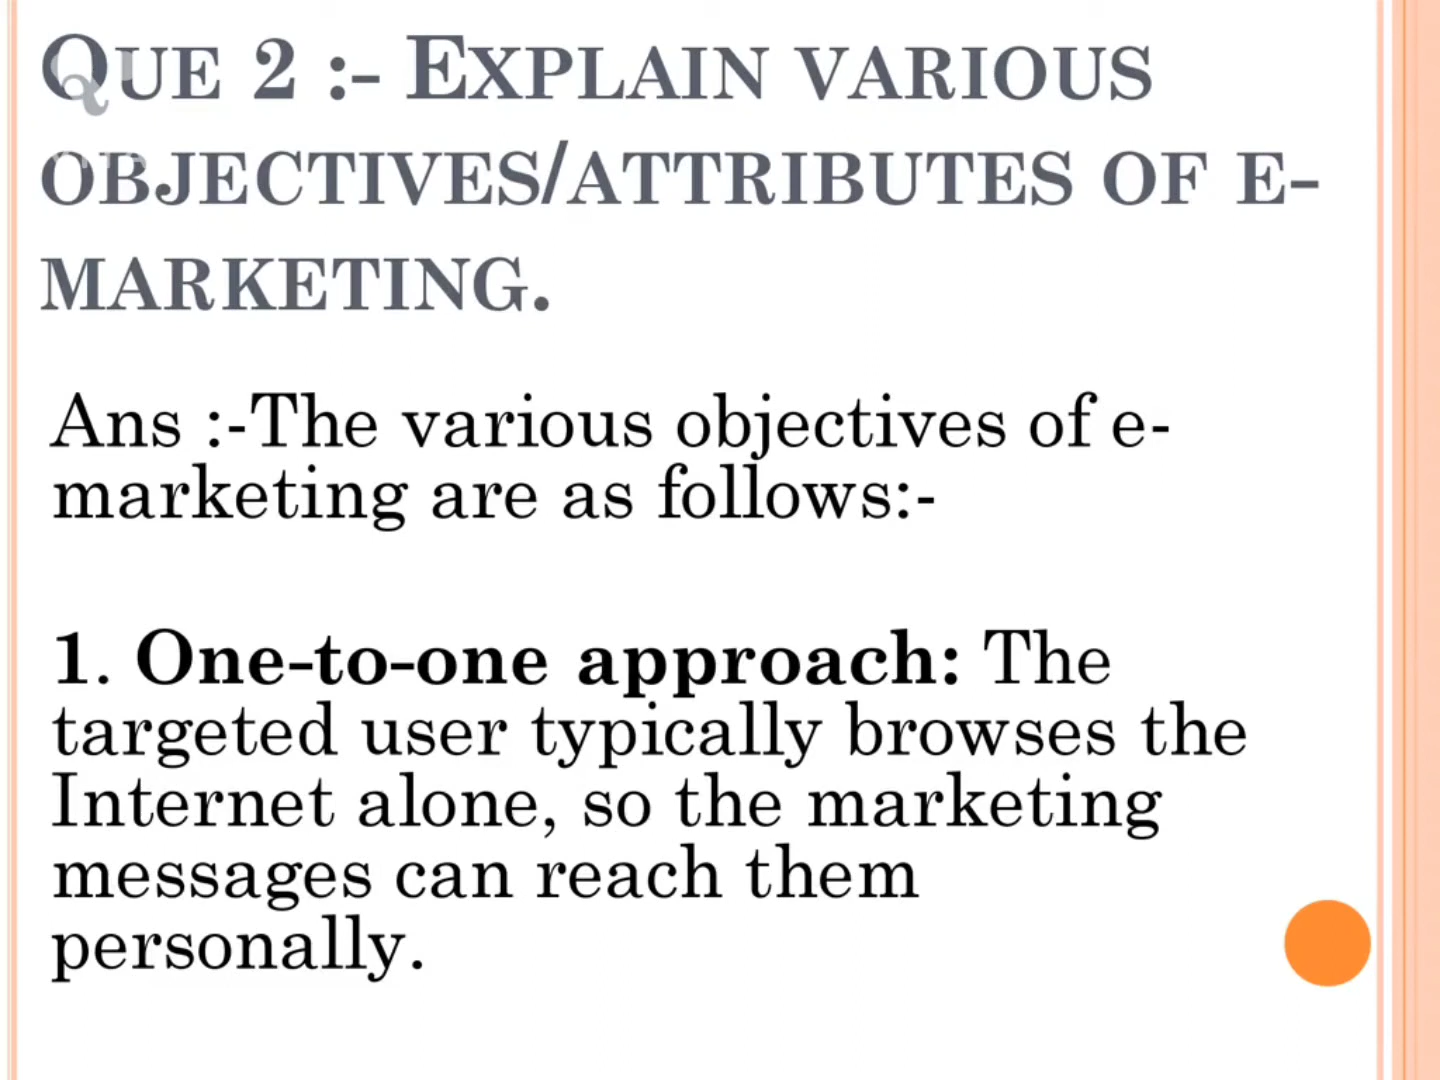 QUE 2 :- EXPLAIN VARIOUS
OBJECTIVES/ATTRIBUTES OF E-
MARKETING.
Ans :-The various objectives of e-
marketing are as follows:-
1. One-to-one approach: The
targeted user typically browses the
Internet alone, so the marketing
messages can reach them
personally.